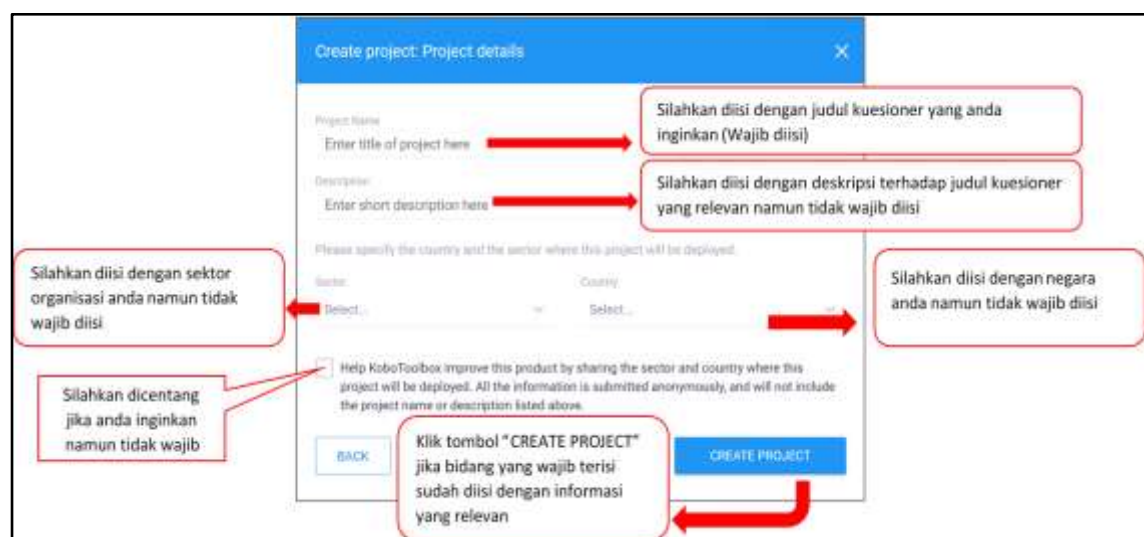 Create project: Project details
Silahkan diisi dengan judul kuesioner yang anda
inginkan (Wajib diisi)
Project Name
Enter title of project here
Description
Enter short description here
Silahkan diisi dengan deskripsi terhadap judul kuesioner
yang relevan namun tidak wajib diisi
Please specify the country and the sector where this project will be deployed.
Silahkan diisi dengan sektor
organisasi anda namun tidak
wajib diisi
Sector
Select...
Country
Select...
Silahkan diisi dengan negara
anda namun tidak wajib diisi
Silahkan dicentang
jika anda inginkan
namun tidak wajib
Help KoboToolbox improve this product by sharing the sector and country where this
project will be deployed. All the information is submitted anonymously, and will not include
the project name or description listed above.
BACK
Klik tombol "CREATE PROJECT"
jika bidang yang wajib terisi
sudah diisi dengan informasi
yang relevan
CREATE PROJECT